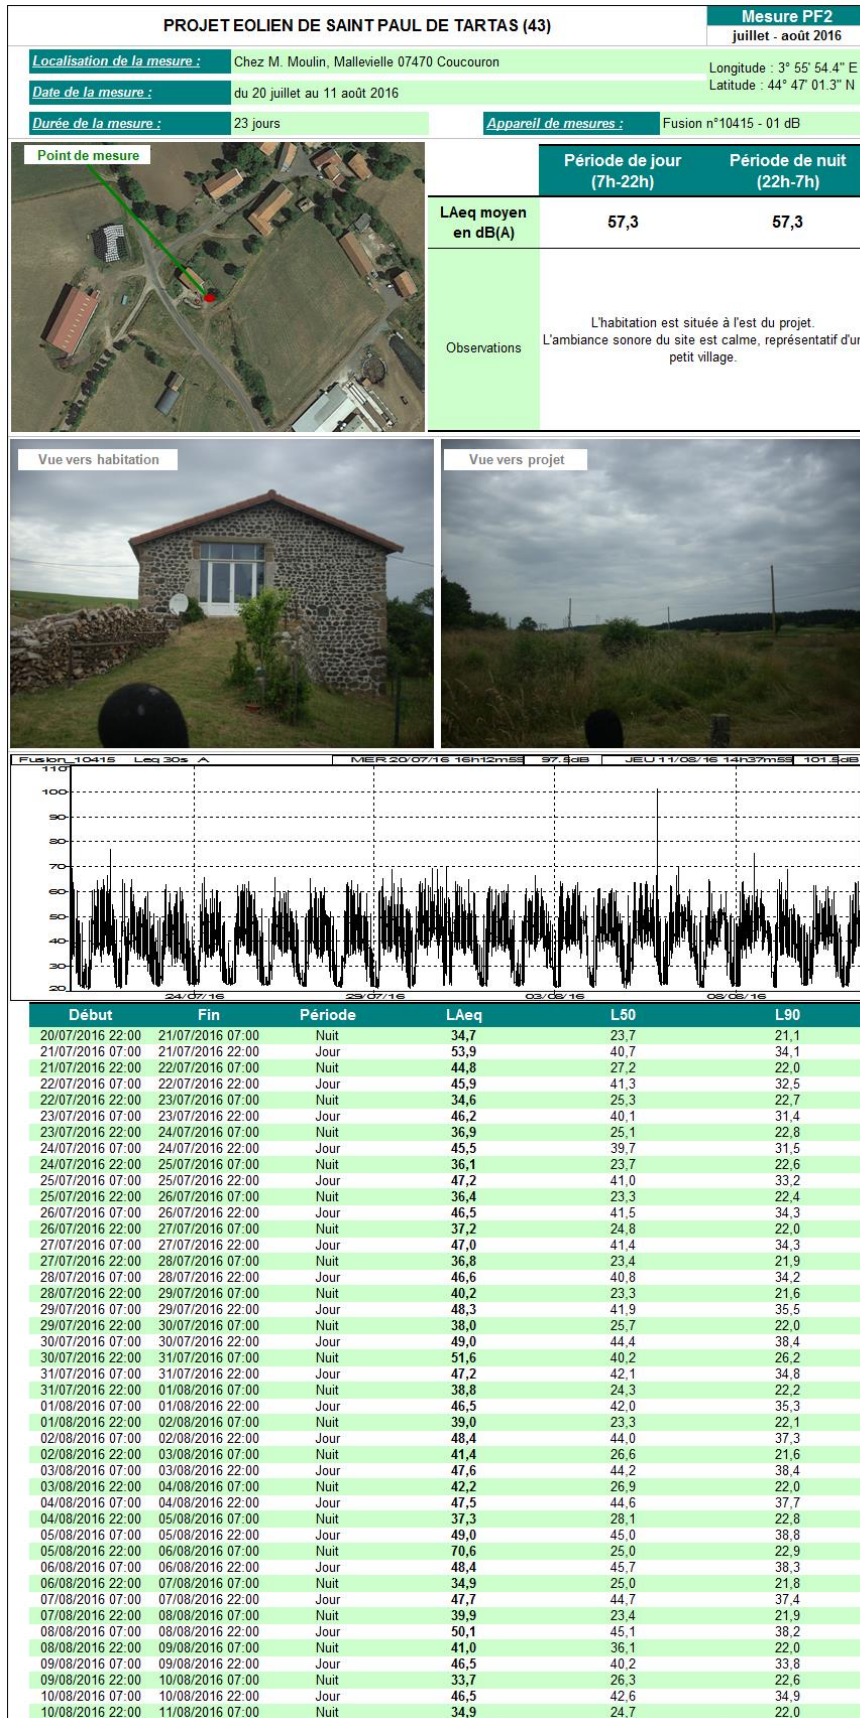 PROJET EOLIEN DE SAINT PAUL DE TARTAS (43)
Mesure PF2
juillet - août 2016
Localisation de la mesure :
Chez M. Moulin, Mallevielle 07470 Coucouron
Longitude : 3° 55' 54.4" E
Latitude : 44° 47' 01.3" N
Date de la mesure :
du 20 juillet au 11 août 2016
Durée de la mesure :
23 jours
Appareil de mesures :
Fusion n°10415 - 01 dB
Point de mesure
Période de jour (7h-22h)
Période de nuit (22h-7h)
LAeq moyen en dB(A)
57,3
57,3
Observations
L'habitation est située à l'est du projet.
L'ambiance sonore du site est calme, représentatif d'un
petit village.
Vue vers habitation
Vue vers projet
Fusion_10415 Leq 30s A MER 20/07/16 16h12m59 97.5dB JEU 11/08/16 14h37m59 101.5dB
110
100
90
80
70
60
50
40
30
20
24/07/16 29/07/16 03/08/16 08/08/16
Début Fin Période LAeq L50 L90
20/07/2016 22:00 21/07/2016 07:00 Nuit 34,7 23,7 21,1
21/07/2016 07:00 21/07/2016 22:00 Jour 53,9 40,7 34,1
21/07/2016 22:00 22/07/2016 07:00 Nuit 44,8 27,2 22,0
22/07/2016 07:00 22/07/2016 22:00 Jour 45,9 41,3 32,5
22/07/2016 22:00 23/07/2016 07:00 Nuit 34,6 25,3 22,7
23/07/2016 07:00 23/07/2016 22:00 Jour 46,2 40,1 31,4
23/07/2016 22:00 24/07/2016 07:00 Nuit 36,9 25,1 22,8
24/07/2016 07:00 24/07/2016 22:00 Jour 45,5 39,7 31,5
24/07/2016 22:00 25/07/2016 07:00 Nuit 36,1 23,7 22,6
25/07/2016 07:00 25/07/2016 22:00 Jour 47,2 41,0 33,2
25/07/2016 22:00 26/07/2016 07:00 Nuit 36,4 23,3 22,4
26/07/2016 07:00 26/07/2016 22:00 Jour 46,5 41,5 34,3
26/07/2016 22:00 27/07/2016 07:00 Nuit 37,2 24,8 22,0
27/07/2016 07:00 27/07/2016 22:00 Jour 47,0 41,4 34,3
27/07/2016 22:00 28/07/2016 07:00 Nuit 36,8 23,4 21,9
28/07/2016 07:00 28/07/2016 22:00 Jour 46,6 40,8 34,2
28/07/2016 22:00 29/07/2016 07:00 Nuit 40,2 23,3 21,6
29/07/2016 07:00 29/07/2016 22:00 Jour 48,3 41,9 35,5
29/07/2016 22:00 30/07/2016 07:00 Nuit 38,0 25,7 22,0
30/07/2016 07:00 30/07/2016 22:00 Jour 49,0 44,4 38,4
30/07/2016 22:00 31/07/2016 07:00 Nuit 51,6 40,2 26,2
31/07/2016 07:00 31/07/2016 22:00 Jour 47,2 42,1 34,8
31/07/2016 22:00 01/08/2016 07:00 Nuit 38,8 24,3 22,2
01/08/2016 07:00 01/08/2016 22:00 Jour 46,5 42,0 35,3
01/08/2016 22:00 02/08/2016 07:00 Nuit 39,0 23,3 22,1
02/08/2016 07:00 02/08/2016 22:00 Jour 48,4 44,0 37,3
02/08/2016 22:00 03/08/2016 07:00 Nuit 41,4 26,6 21,6
03/08/2016 07:00 03/08/2016 22:00 Jour 47,6 44,2 38,4
03/08/2016 22:00 04/08/2016 07:00 Nuit 42,2 26,9 22,0
04/08/2016 07:00 04/08/2016 22:00 Jour 47,5 44,6 37,7
04/08/2016 22:00 05/08/2016 07:00 Nuit 37,3 28,1 22,8
05/08/2016 07:00 05/08/2016 22:00 Jour 49,0 45,0 38,8
05/08/2016 22:00 06/08/2016 07:00 Nuit 70,6 25,0 22,9
06/08/2016 07:00 06/08/2016 22:00 Jour 48,4 45,7 38,3
06/08/2016 22:00 07/08/2016 07:00 Nuit 34,9 25,0 21,8
07/08/2016 07:00 07/08/2016 22:00 Jour 47,7 44,7 37,4
07/08/2016 22:00 08/08/2016 07:00 Nuit 39,9 23,4 21,9
08/08/2016 07:00 08/08/2016 22:00 Jour 50,1 45,1 38,2
08/08/2016 22:00 09/08/2016 07:00 Nuit 41,0 36,1 22,0
09/08/2016 07:00 09/08/2016 22:00 Jour 46,5 40,2 33,8
09/08/2016 22:00 10/08/2016 07:00 Nuit 33,7 26,3 22,6
10/08/2016 07:00 10/08/2016 22:00 Jour 46,5 42,6 34,9
10/08/2016 22:00 11/08/2016 07:00 Nuit 34,9 24,7 22,0